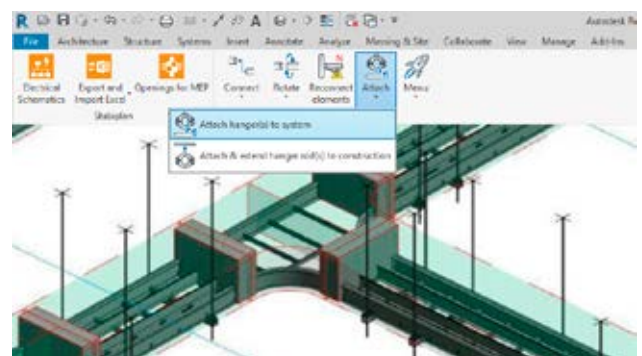 Autodesk Re
File Architecture Structure Systems Insert Annotate Analyze Massing & Site Collaborate View Manage Add-Ins
Electrical Schematics
Export and Import Excel
Openings for MEP
Connect
Rotate
Reconnect elements
Attach
Menu
Stabiplan
Attach hanger(s) to system
Attach & extend hanger rod(s) to construction